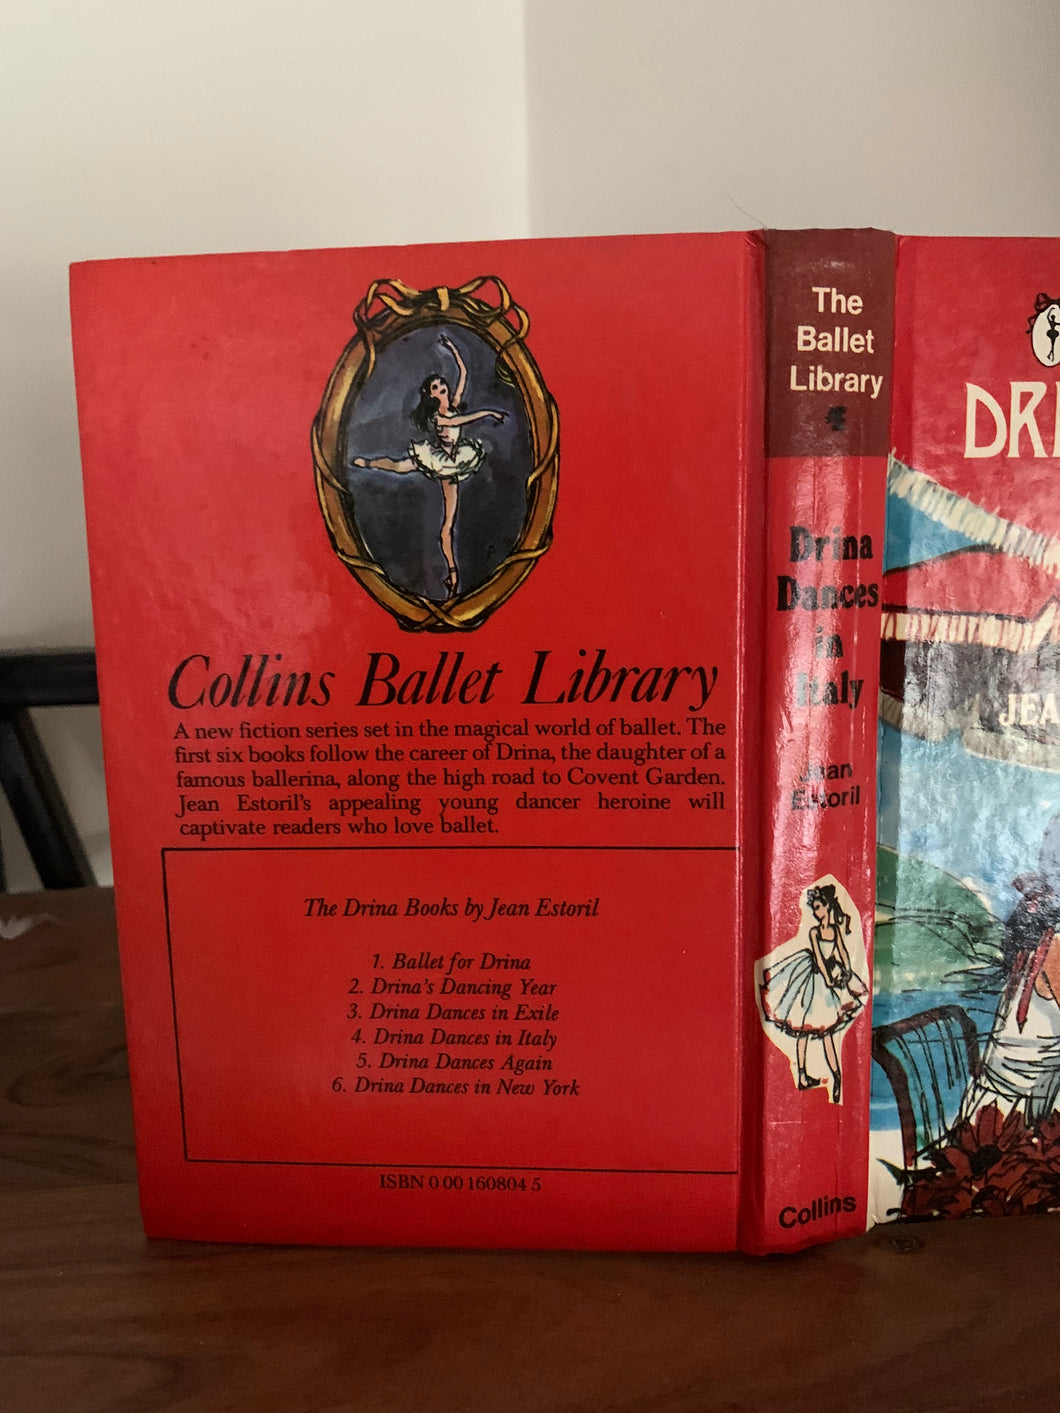 Collins Ballet Library
A new fiction series set in the magical world of ballet. The
first six books follow the career of Drina, the daughter of a
famous ballerina, along the high road to Covent Garden.
Jean Estoril's appealing young dancer heroine will
captivate readers who love ballet.
The Drina Books by Jean Estoril
1. Ballet for Drina
2. Drina's Dancing Year
3. Drina Dances in Exile
4. Drina Dances in Italy
5. Drina Dances Again
6. Drina Dances in New York
ISBN 0 00 160804 5
The
Ballet
Library
4
Drina
Dances
in
Italy
Jean
Estoril
Collins
DRI
JEA